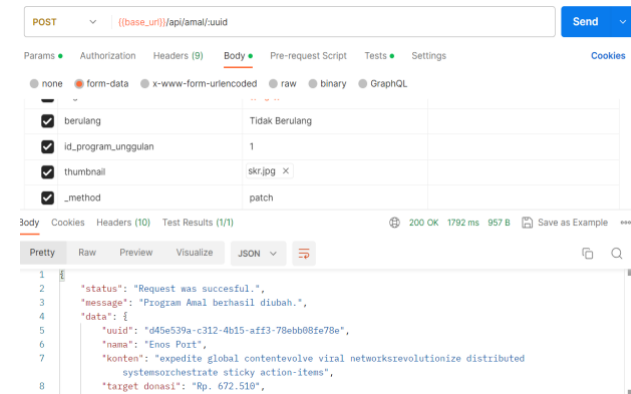 POST {{base_url}}/api/amal/:uuid Send
Params Authorization Headers (9) Body Pre-request Script Tests Settings Cookies
none form-data x-www-form-urlencoded raw binary GraphQL
berulang Tidak Berulang
id_program_unggulan 1
thumbnail skr.jpg ×
_method patch
Body Cookies Headers (10) Test Results (1/1) 200 OK 1792 ms 957 B Save as Example
Pretty Raw Preview Visualize JSON
1 {
2 "status": "Request was succesful.",
3 "message": "Program Amal berhasil diubah.",
4 "data": {
5 "uuid": "d45e539a-c312-4b15-aff3-78ebb08fe78e",
6 "nama": "Enos Port",
7 "konten": "expedite global contentevolve viral networksrevolutionize distributed
systemsorchestrate sticky action-items",
8 "target donasi": "Rp. 672.510",